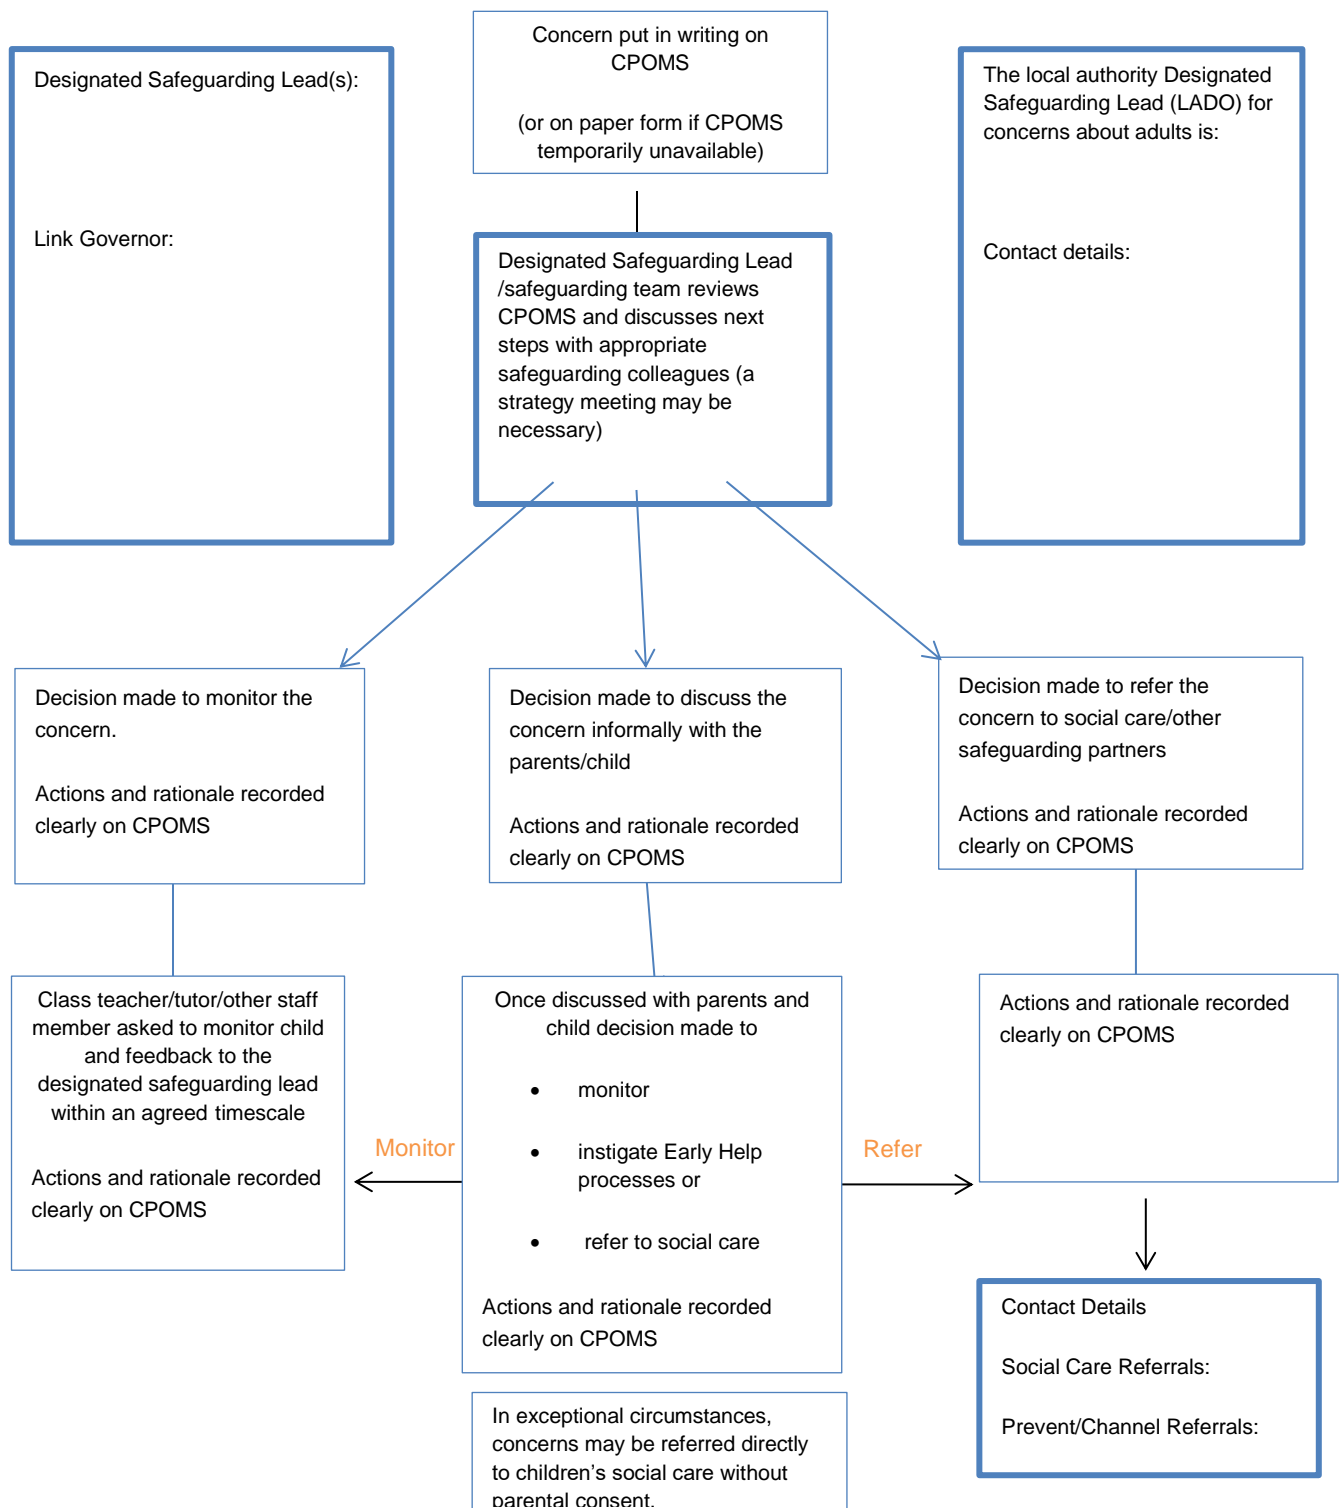 Concern put in writing on
CPOMS
(or on paper form if CPOMS
temporarily unavailable)
Designated Safeguarding Lead(s):
Link Governor:
The local authority Designated
Safeguarding Lead (LADO) for
concerns about adults is:
Contact details:
Designated Safeguarding Lead
/safeguarding team reviews
CPOMS and discusses next
steps with appropriate
safeguarding colleagues (a
strategy meeting may be
necessary)
Decision made to monitor the
concern.
Actions and rationale recorded
clearly on CPOMS
Decision made to discuss the
concern informally with the
parents/child
Actions and rationale recorded
clearly on CPOMS
Decision made to refer the
concern to social care/other
safeguarding partners
Actions and rationale recorded
clearly on CPOMS
Class teacher/tutor/other staff
member asked to monitor child
and feedback to the
designated safeguarding lead
within an agreed timescale
Actions and rationale recorded
clearly on CPOMS
Monitor
Once discussed with parents and
child decision made to
• monitor
• instigate Early Help
processes or
• refer to social care
Actions and rationale recorded
clearly on CPOMS
Refer
Actions and rationale recorded
clearly on CPOMS
Contact Details
Social Care Referrals:
Prevent/Channel Referrals:
In exceptional circumstances,
concerns may be referred directly
to children’s social care without
parental consent.